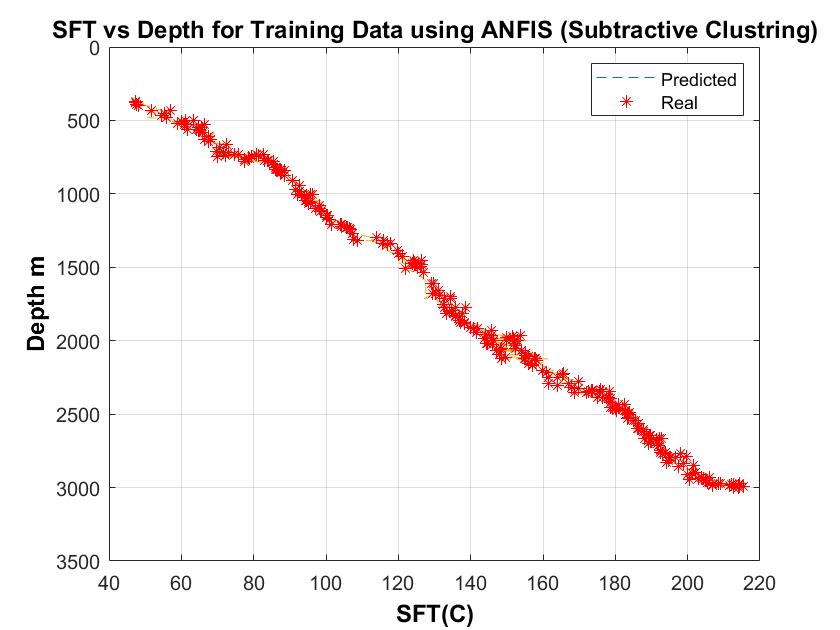 SFT vs Depth for Training Data using ANFIS (Subtractive Clustring)
Predicted
Real
0
500
1000
1500
2000
2500
3000
3500
Depth m
40 60 80 100 120 140 160 180 200 220
SFT(C)